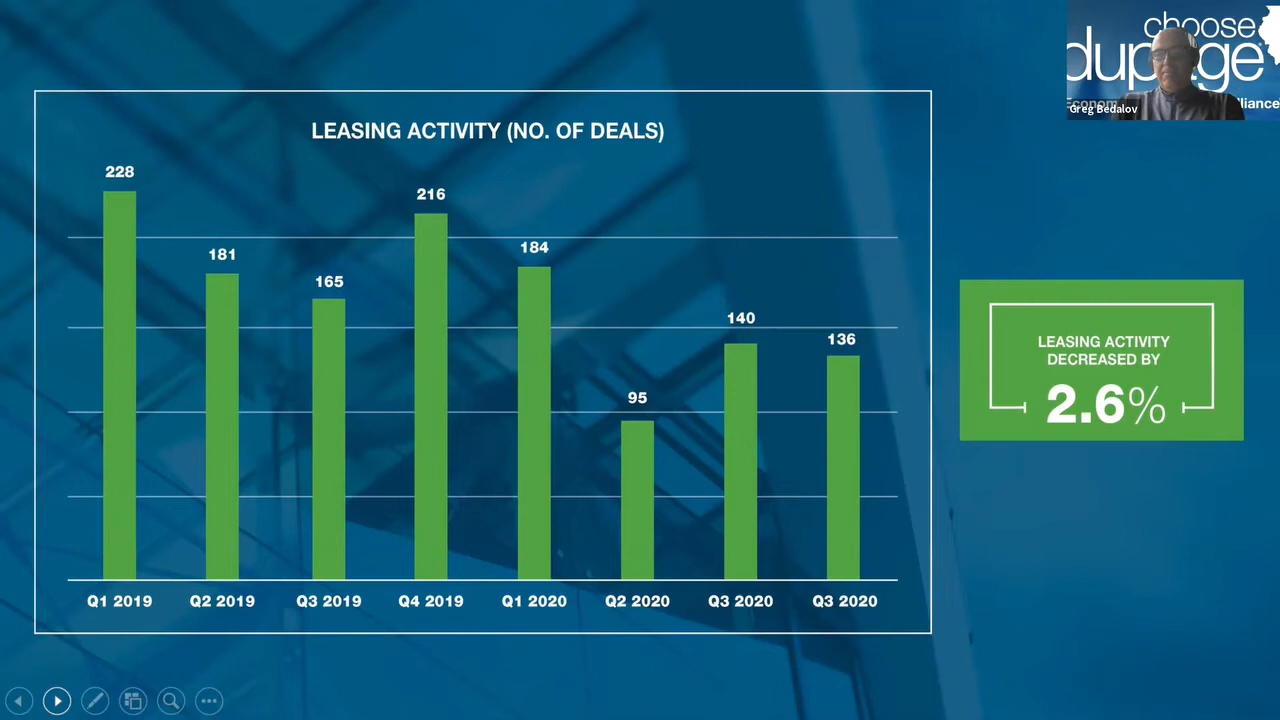 choose
dupage
Greg Bedalov
LEASING ACTIVITY (NO. OF DEALS)
228
181
165
216
184
95
140
136
Q1 2019
Q2 2019
Q3 2019
Q4 2019
Q1 2020
Q2 2020
Q3 2020
Q3 2020
LEASING ACTIVITY
DECREASED BY
2.6%